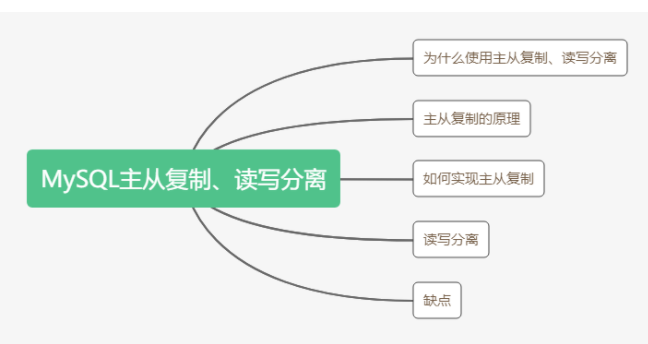 为什么使用主从复制、读写分离
主从复制的原理
MySQL主从复制、读写分离
如何实现主从复制
读写分离
缺点